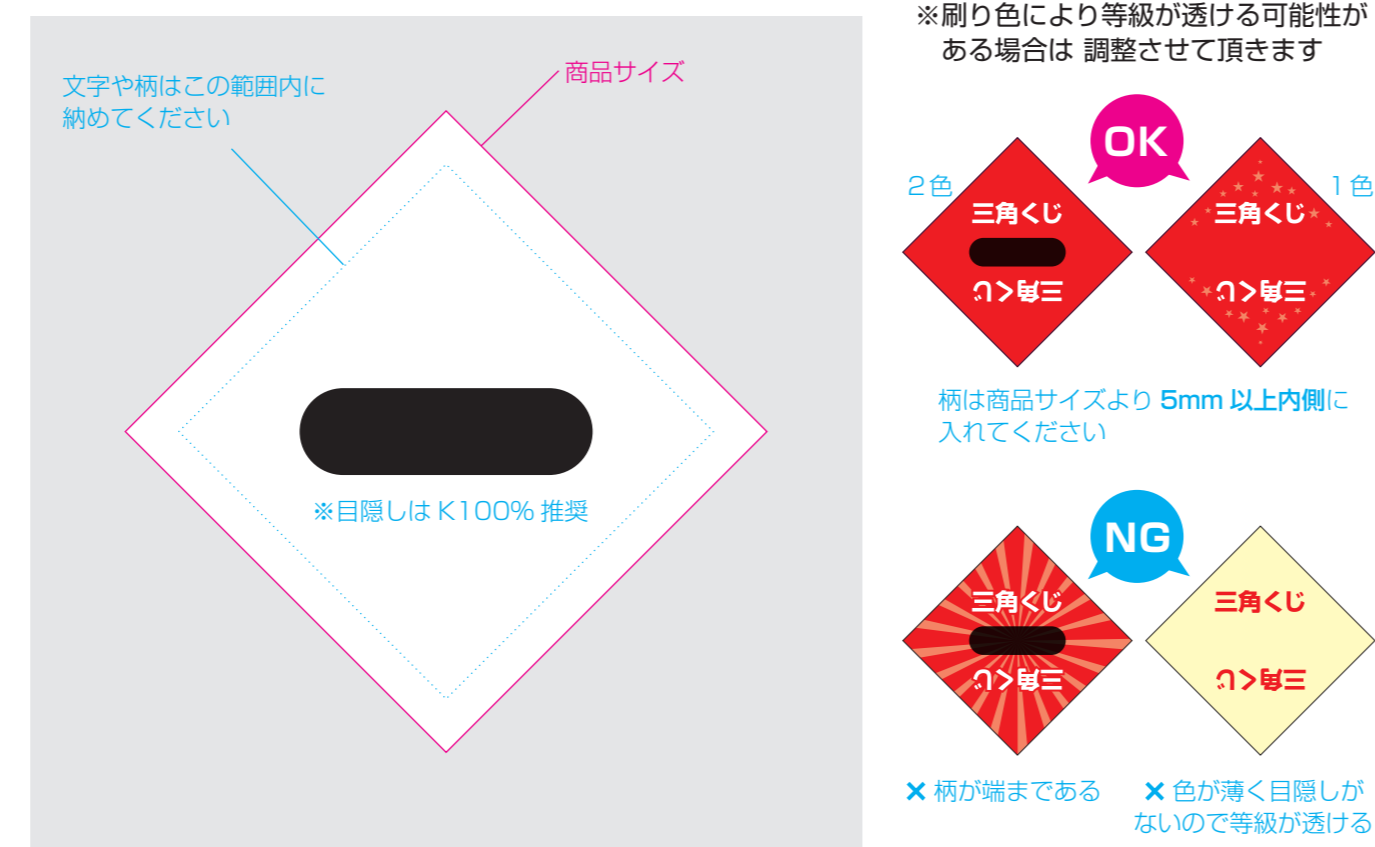 文字や柄はこの範囲内に
納めてください
商品サイズ
※目隠しは K100% 推奨
※刷り色により等級が透ける可能性が
ある場合は 調整させて頂きます
OK
2色
三角くじ
三角くじ
1色
三角くじ
三角くじ
柄は商品サイズより 5mm 以上内側に
入れてください
NG
三角くじ
三角くじ
三角くじ
三角くじ
× 柄が端まである
× 色が薄く目隠しが
ないので等級が透ける